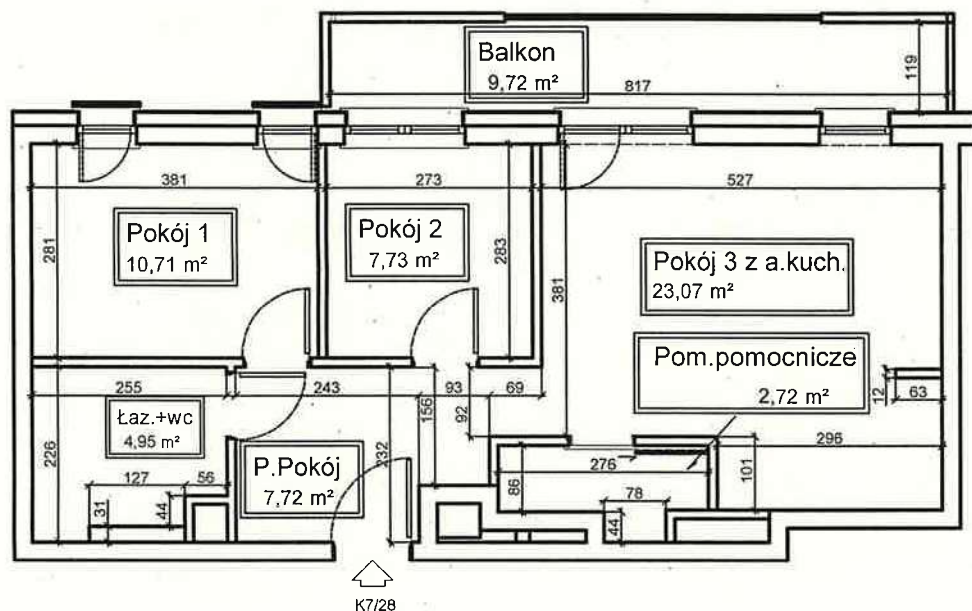 Balkon
9,72 m²
817
119
381
273
527
Pokój 1
10,71 m²
281
Pokój 2
7,73 m²
283
381
Pokój 3 z a.kuch.
23,07 m²
Pom.pomocnicze
2,72 m²
12
63
255
243
93
69
156
92
Łaz.+wc
4,95 m²
226
232
P.Pokój
7,72 m²
127
56
31
44
276
86
78
44
101
296
K7/28